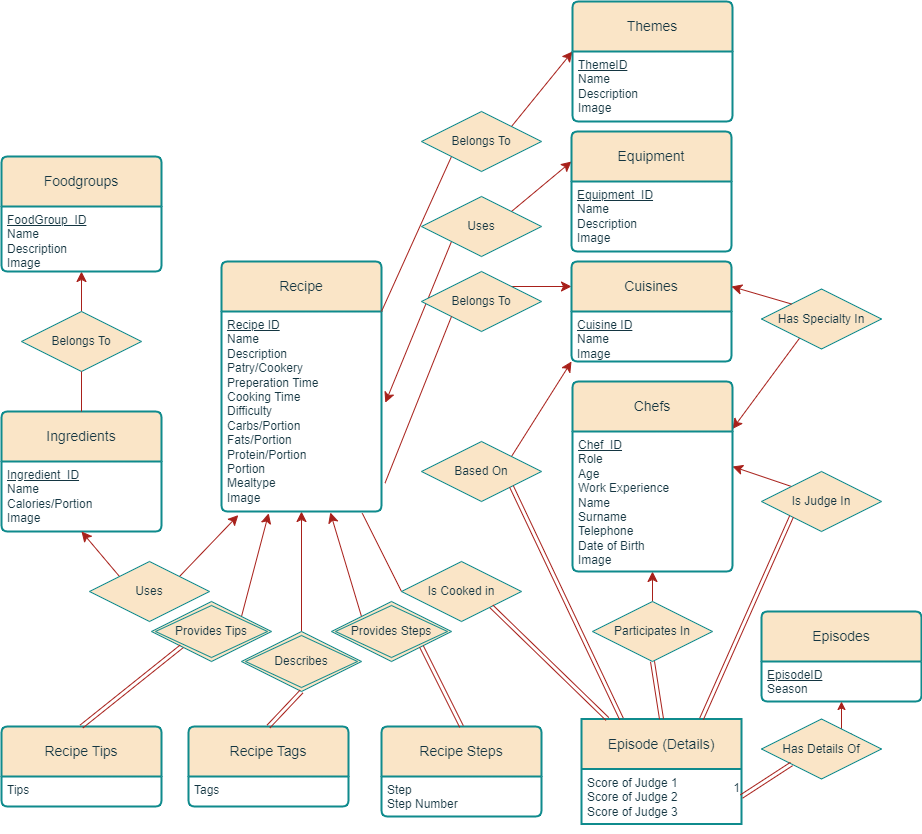 Themes
ThemeID
Name
Description
Image
Belongs To
Equipment
Equipment_ID
Name
Description
Image
Uses
Foodgroups
FoodGroup_ID
Name
Description
Image
Belongs To
Recipe
Recipe ID
Name
Description
Patry/Cookery
Preperation Time
Cooking Time
Difficulty
Carbs/Portion
Fats/Portion
Protein/Portion
Portion
Mealtype
Image
Belongs To
Cuisines
Cuisine ID
Name
Image
Has Specialty In
Ingredients
Ingredient_ID
Name
Calories/Portion
Image
Chefs
Chef_ID
Role
Age
Work Experience
Name
Surname
Telephone
Date of Birth
Image
Based On
Is Judge In
Uses
Is Cooked in
Provides Tips
Describes
Provides Steps
Participates In
Episodes
EpisodeID
Season
Recipe Tips
Tips
Recipe Tags
Tags
Recipe Steps
Step
Step Number
Episode (Details)
Score of Judge 1
Score of Judge 2
Score of Judge 3
1
Has Details Of